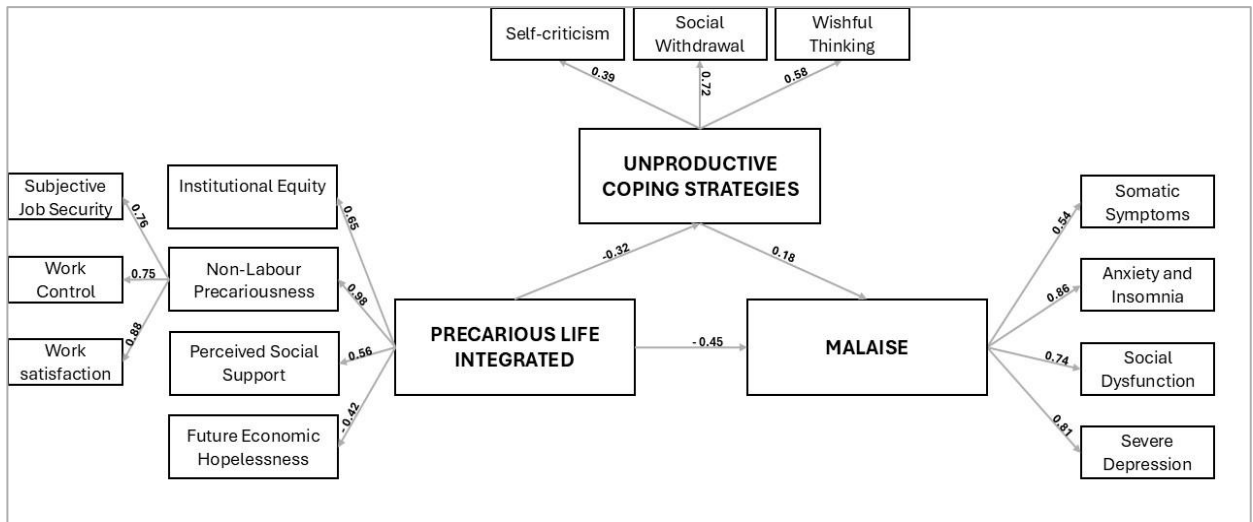 Self-criticism
Social
Withdrawal
Wishful
Thinking
0.39
0.72
0.58
UNPRODUCTIVE
COPING STRATEGIES
Subjective
Job Security
Work
Control
Work
satisfaction
0.76
0.75
0.88
Institutional Equity
Non-Labour
Precariousness
Perceived Social
Support
Future Economic
Hopelessness
0.65
0.98
0.56
- 0.42
PRECARIOUS LIFE
INTEGRATED
-0.32
0.18
- 0.45
MALAISE
0.54
0.86
0.74
0.81
Somatic
Symptoms
Anxiety and
Insomnia
Social
Dysfunction
Severe
Depression